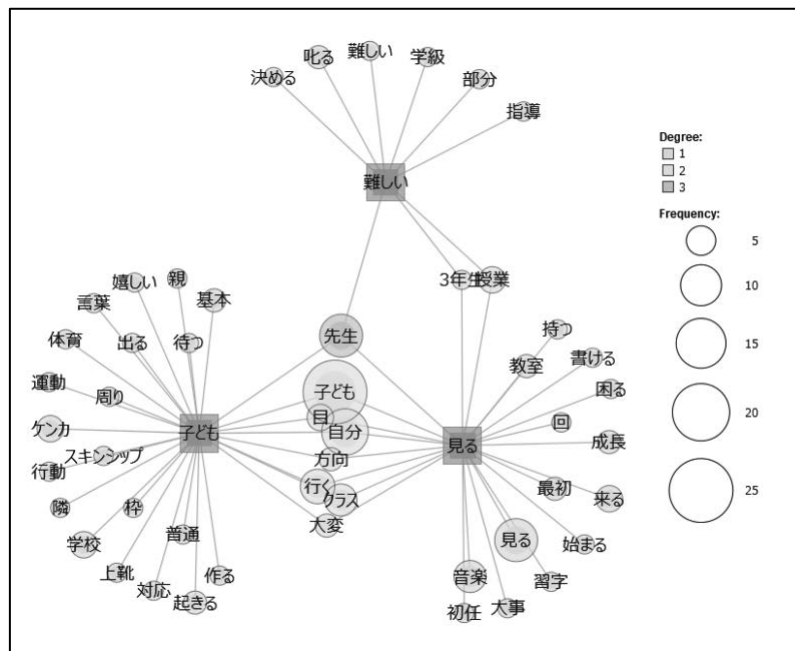 難しい
叱る
学級
決める
部分
指導
難しい
Degree:
1
2
3
Frequency:
5
10
15
20
25
3年生
授業
親
嬉しい
基本
言葉
先生
持つ
体育
出る
待つ
書ける
教室
運動
子ども
困る
周り
目
回
ケンカ
子ども
自分
見る
成長
スキンシップ
方向
行動
行く
最初
来る
隣
枠
クラス
大変
学校
普通
見る
始まる
上靴
作る
音楽
習字
対応
起きる
初任
大事